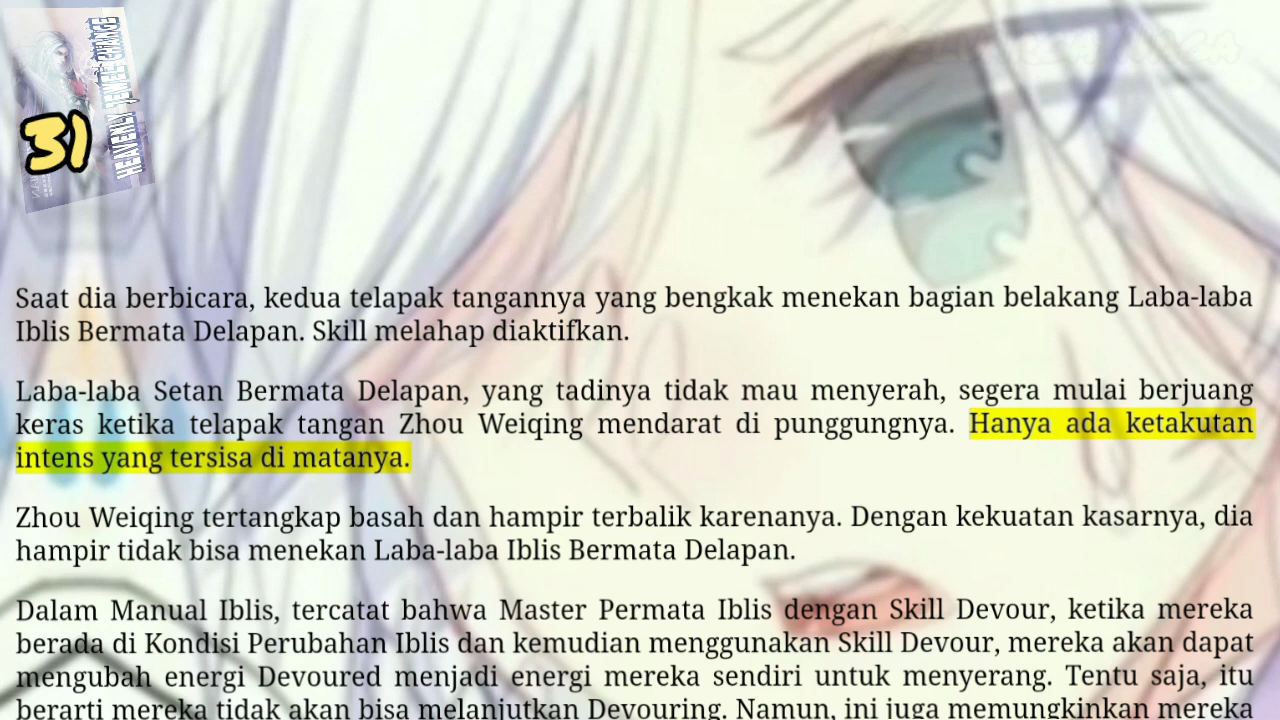 HEAVENLY JEWEL CHANGE
31
Saat dia berbicara, kedua telapak tangannya yang bengkak menekan bagian belakang Laba-laba
Iblis Bermata Delapan. Skill melahap diaktifkan.
Laba-laba Setan Bermata Delapan, yang tadinya tidak mau menyerah, segera mulai berjuang
keras ketika telapak tangan Zhou Weiqing mendarat di punggungnya. Hanya ada ketakutan
intens yang tersisa di matanya.
Zhou Weiqing tertangkap basah dan hampir terbalik karenanya. Dengan kekuatan kasarnya, dia
hampir tidak bisa menekan Laba-laba Iblis Bermata Delapan.
Dalam Manual Iblis, tercatat bahwa Master Permata Iblis dengan Skill Devour, ketika mereka
berada di Kondisi Perubahan Iblis dan kemudian menggunakan Skill Devour, mereka akan dapat
mengubah energi Devoured menjadi energi mereka sendiri untuk menyerang. Tentu saja, itu
berarti mereka tidak akan bisa melanjutkan Devouring. Namun, ini juga memungkinkan mereka